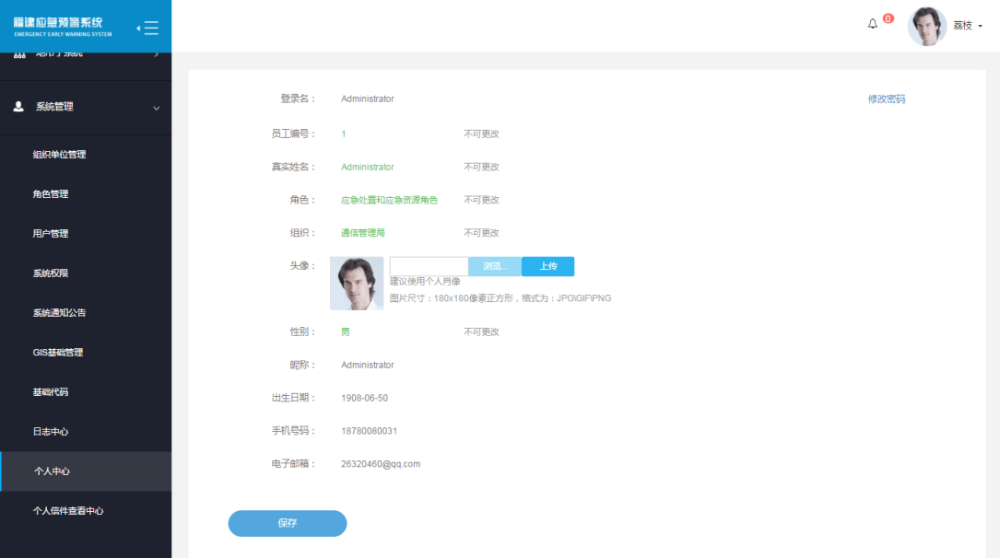 福建应急预警系统
EMERGENCY EARLY WARNING SYSTEM
0
荔枝
系统管理
组织单位管理
角色管理
用户管理
系统权限
系统通知公告
GIS基础管理
基础代码
日志中心
个人中心
个人信件查看中心
登录名： Administrator 修改密码
员工编号： 1 不可更改
真实姓名： Administrator 不可更改
角色： 应急处置和应急资源角色 不可更改
组织： 通信管理局 不可更改
头像： 浏览... 上传
建议使用个人肖像
图片尺寸：180x180像素正方形，格式为：JPG\GIF\PNG
性别： 男 不可更改
昵称： Administrator
出生日期： 1908-06-50
手机号码： 18780080031
电子邮箱： 26320460@qq.com
保存